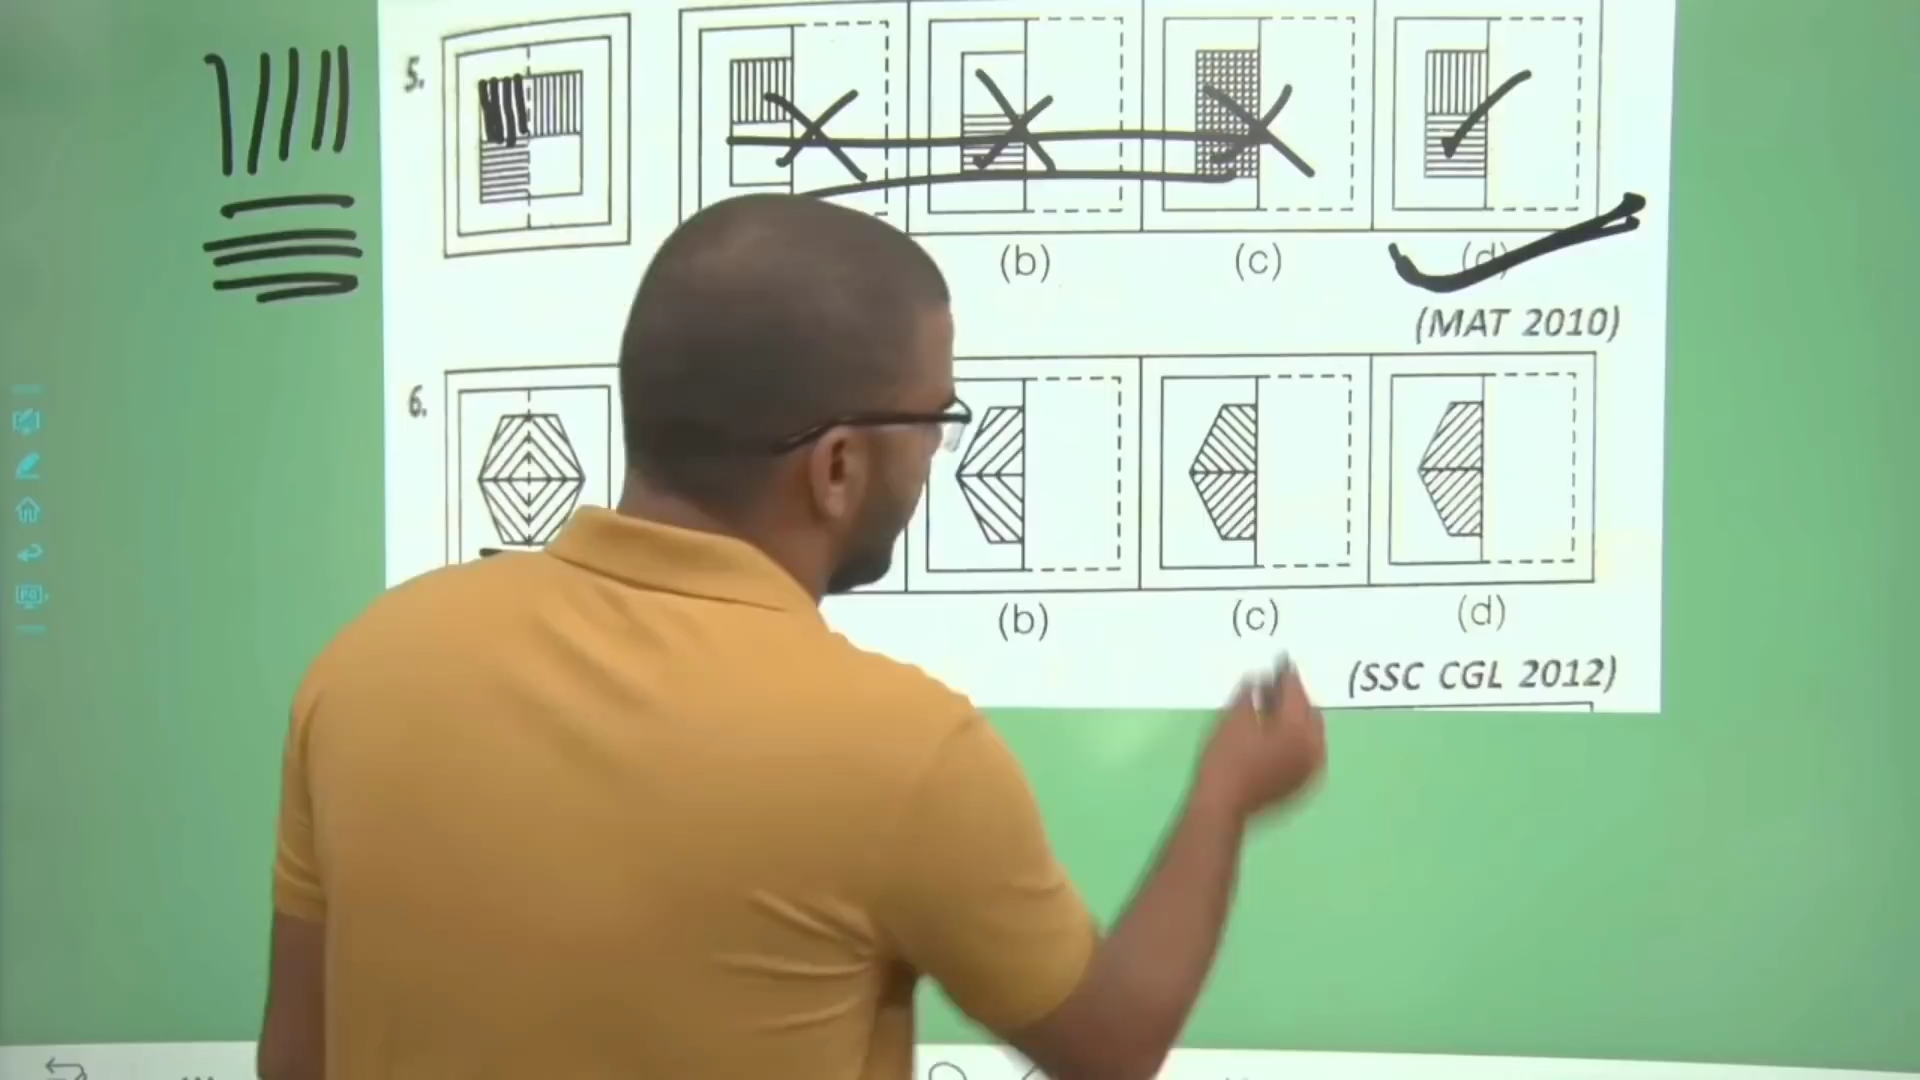 5.
(b) (c) (d)
(MAT 2010)
6.
(b) (c) (d)
(SSC CGL 2012)